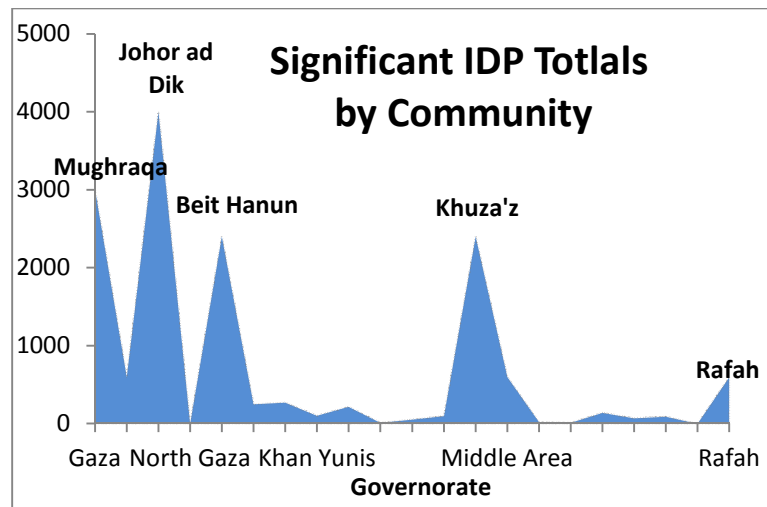 Significant IDP Totlals
by Community
5000
4000
3000
2000
1000
0
Johor ad
Dik
Mughraqa
Beit Hanun
Khuza'z
Rafah
Gaza North Gaza Khan Yunis Middle Area Rafah
Governorate